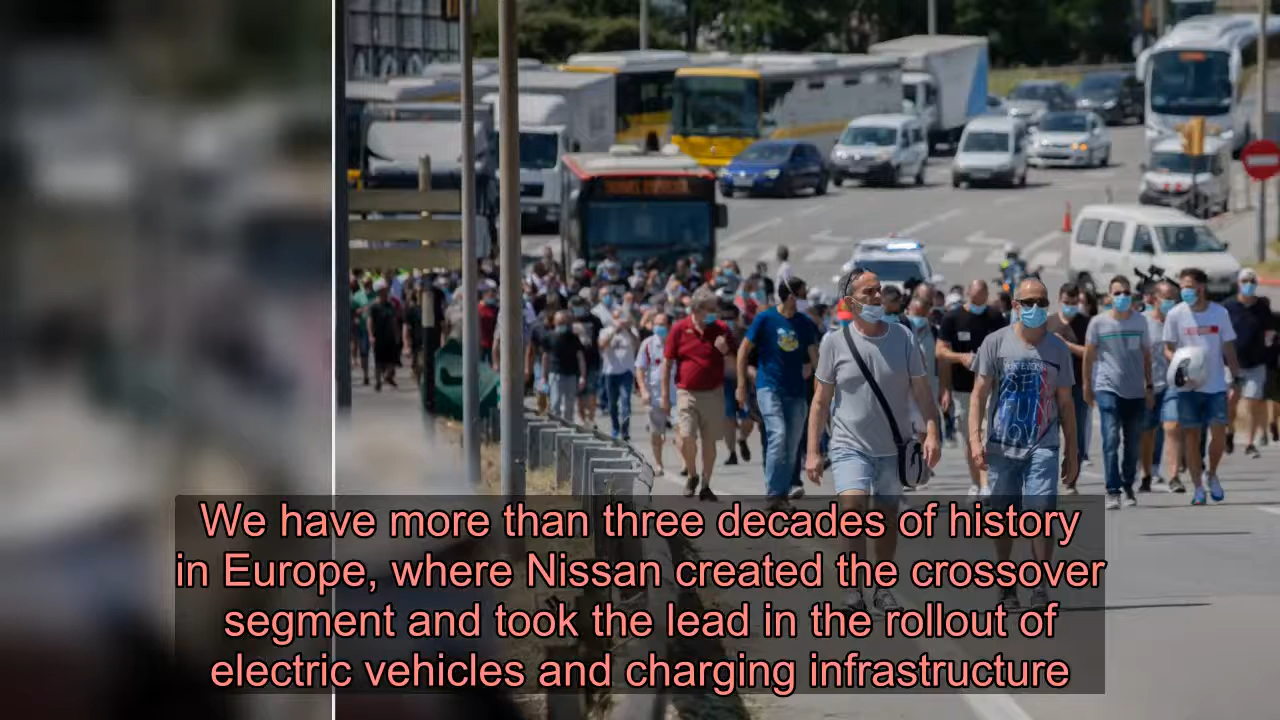 We have more than three decades of history
in Europe, where Nissan created the crossover
segment and took the lead in the rollout of
electric vehicles and charging infrastructure